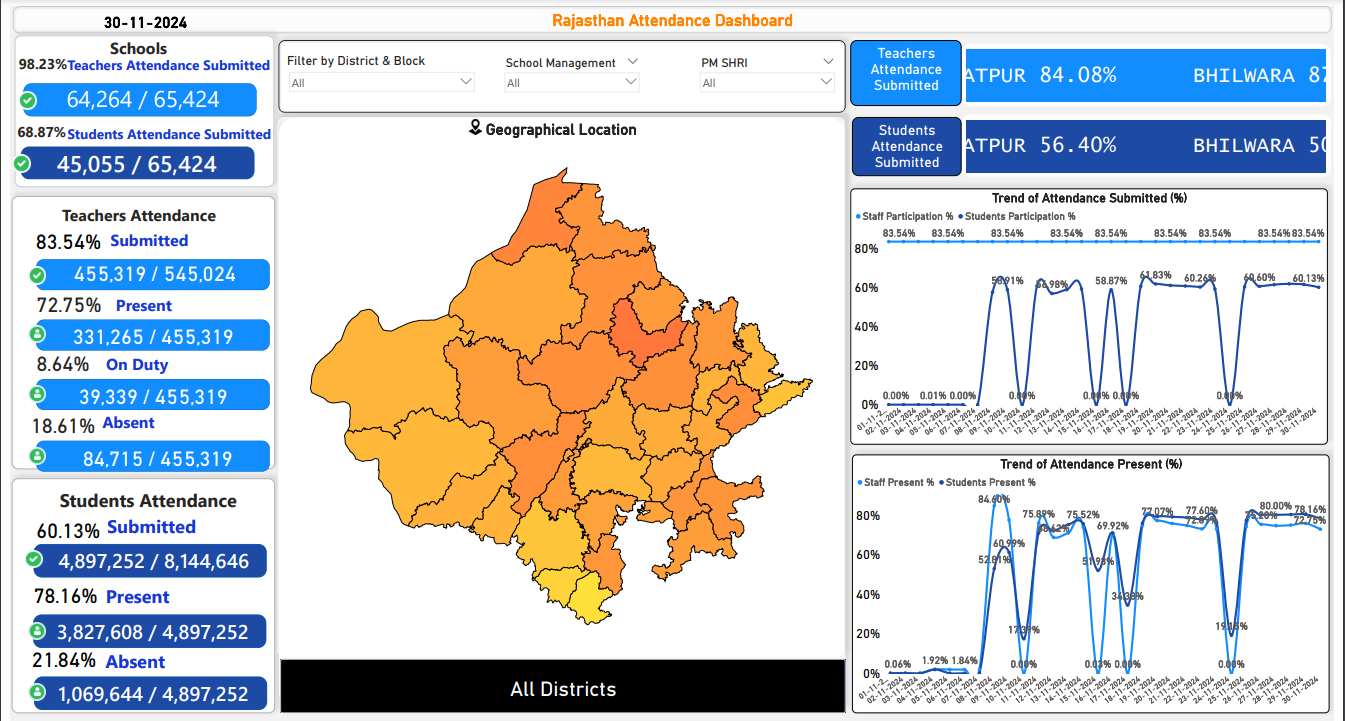 30-11-2024
Rajasthan Attendance Dashboard
Schools
98.23% Teachers Attendance Submitted
64,264 / 65,424
68.87% Students Attendance Submitted
45,055 / 65,424
Teachers Attendance
83.54% Submitted
455,319 / 545,024
72.75% Present
331,265 / 455,319
8.64% On Duty
39,339 / 455,319
18.61% Absent
84,715 / 455,319
Students Attendance
60.13% Submitted
4,897,252 / 8,144,646
78.16% Present
3,827,608 / 4,897,252
21.84% Absent
1,069,644 / 4,897,252
Filter by District & Block
All
School Management
All
PM SHRI
All
Geographical Location
All Districts
Teachers
Attendance
Submitted
ATPUR 84.08% BHILWARA 87
Students
Attendance
Submitted
ATPUR 56.40% BHILWARA 50
Trend of Attendance Submitted (%)
Staff Participation % Students Participation %
83.54% 83.54% 83.54% 83.54% 83.54% 83.54% 83.54% 83.54% 83.54% 83.54%
80%
61.83% 60.26% 60.60% 60.13%
58.87%
60%
40%
20%
0.00% 0.01% 0.00% 0.00% 0.00% 0.00% 0.00%
0%
01-11-2... 02-11-2024 03-11-2024 04-11-2024 05-11-2024 06-11-2024 07-11-2024 08-11-2024 09-11-2024 10-11-2024 11-11-2024 12-11-2024 13-11-2024 14-11-2024 15-11-2024 16-11-2024 17-11-2024 18-11-2024 19-11-2024 20-11-2024 21-11-2024 22-11-2024 23-11-2024 24-11-2024 25-11-2024 26-11-2024 27-11-2024 28-11-2024 29-11-2024 30-11-2024
Trend of Attendance Present (%)
Staff Present % Students Present %
84.60%
75.89% 75.52% 77.07% 77.60% 80.00% 78.16%
80%
69.92% 72.75%
60.99%
60%
52.81%
40%
34.38%
20%
0.06% 1.92% 1.84% 0.00% 0.03% 0.00% 0.00%
0%
01-11-2... 02-11-2024 03-11-2024 04-11-2024 05-11-2024 06-11-2024 07-11-2024 08-11-2024 09-11-2024 10-11-2024 11-11-2024 12-11-2024 13-11-2024 14-11-2024 15-11-2024 16-11-2024 17-11-2024 18-11-2024 19-11-2024 20-11-2024 21-11-2024 22-11-2024 23-11-2024 24-11-2024 25-11-2024 26-11-2024 27-11-2024 28-11-2024 29-11-2024 30-11-2024